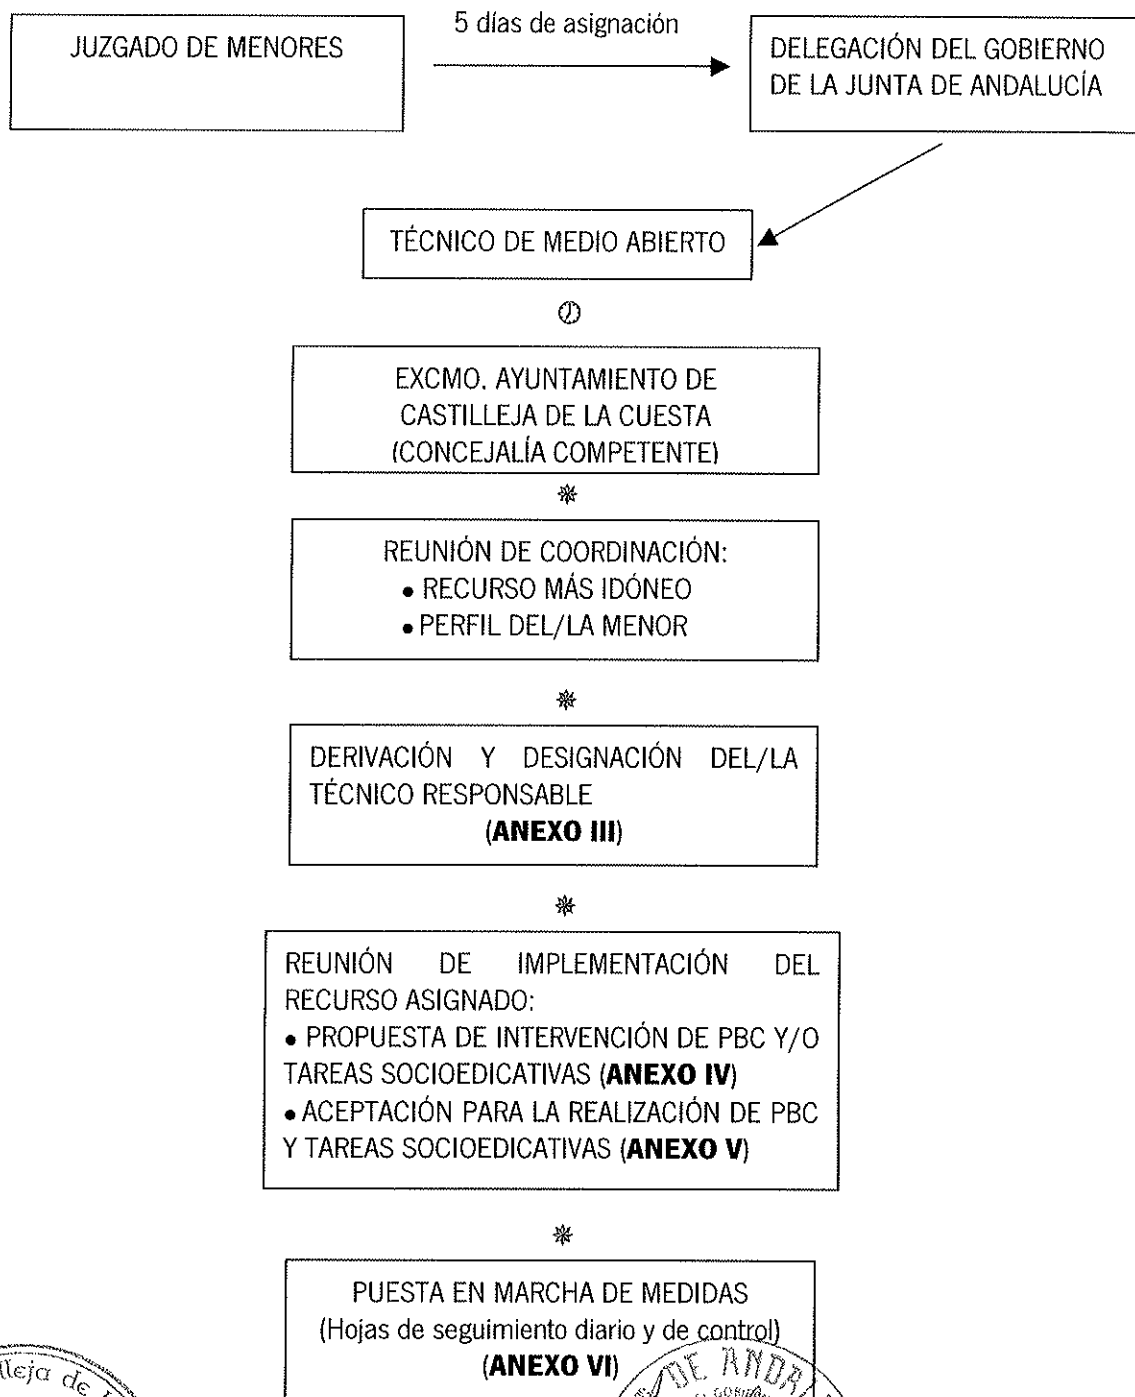 JUZGADO DE MENORES
5 días de asignación
DELEGACIÓN DEL GOBIERNO
DE LA JUNTA DE ANDALUCÍA
TÉCNICO DE MEDIO ABIERTO
EXCMO. AYUNTAMIENTO DE
CASTILLEJA DE LA CUESTA
(CONCEJALÍA COMPETENTE)
REUNIÓN DE COORDINACIÓN:
• RECURSO MÁS IDÓNEO
• PERFIL DEL/LA MENOR
DERIVACIÓN Y DESIGNACIÓN DEL/LA
TÉCNICO RESPONSABLE
(ANEXO III)
REUNIÓN DE IMPLEMENTACIÓN DEL
RECURSO ASIGNADO:
• PROPUESTA DE INTERVENCIÓN DE PBC Y/O
TAREAS SOCIOEDICATIVAS (ANEXO IV)
• ACEPTACIÓN PARA LA REALIZACIÓN DE PBC
Y TAREAS SOCIOEDICATIVAS (ANEXO V)
PUESTA EN MARCHA DE MEDIDAS
(Hojas de seguimiento diario y de control)
(ANEXO VI)
DE